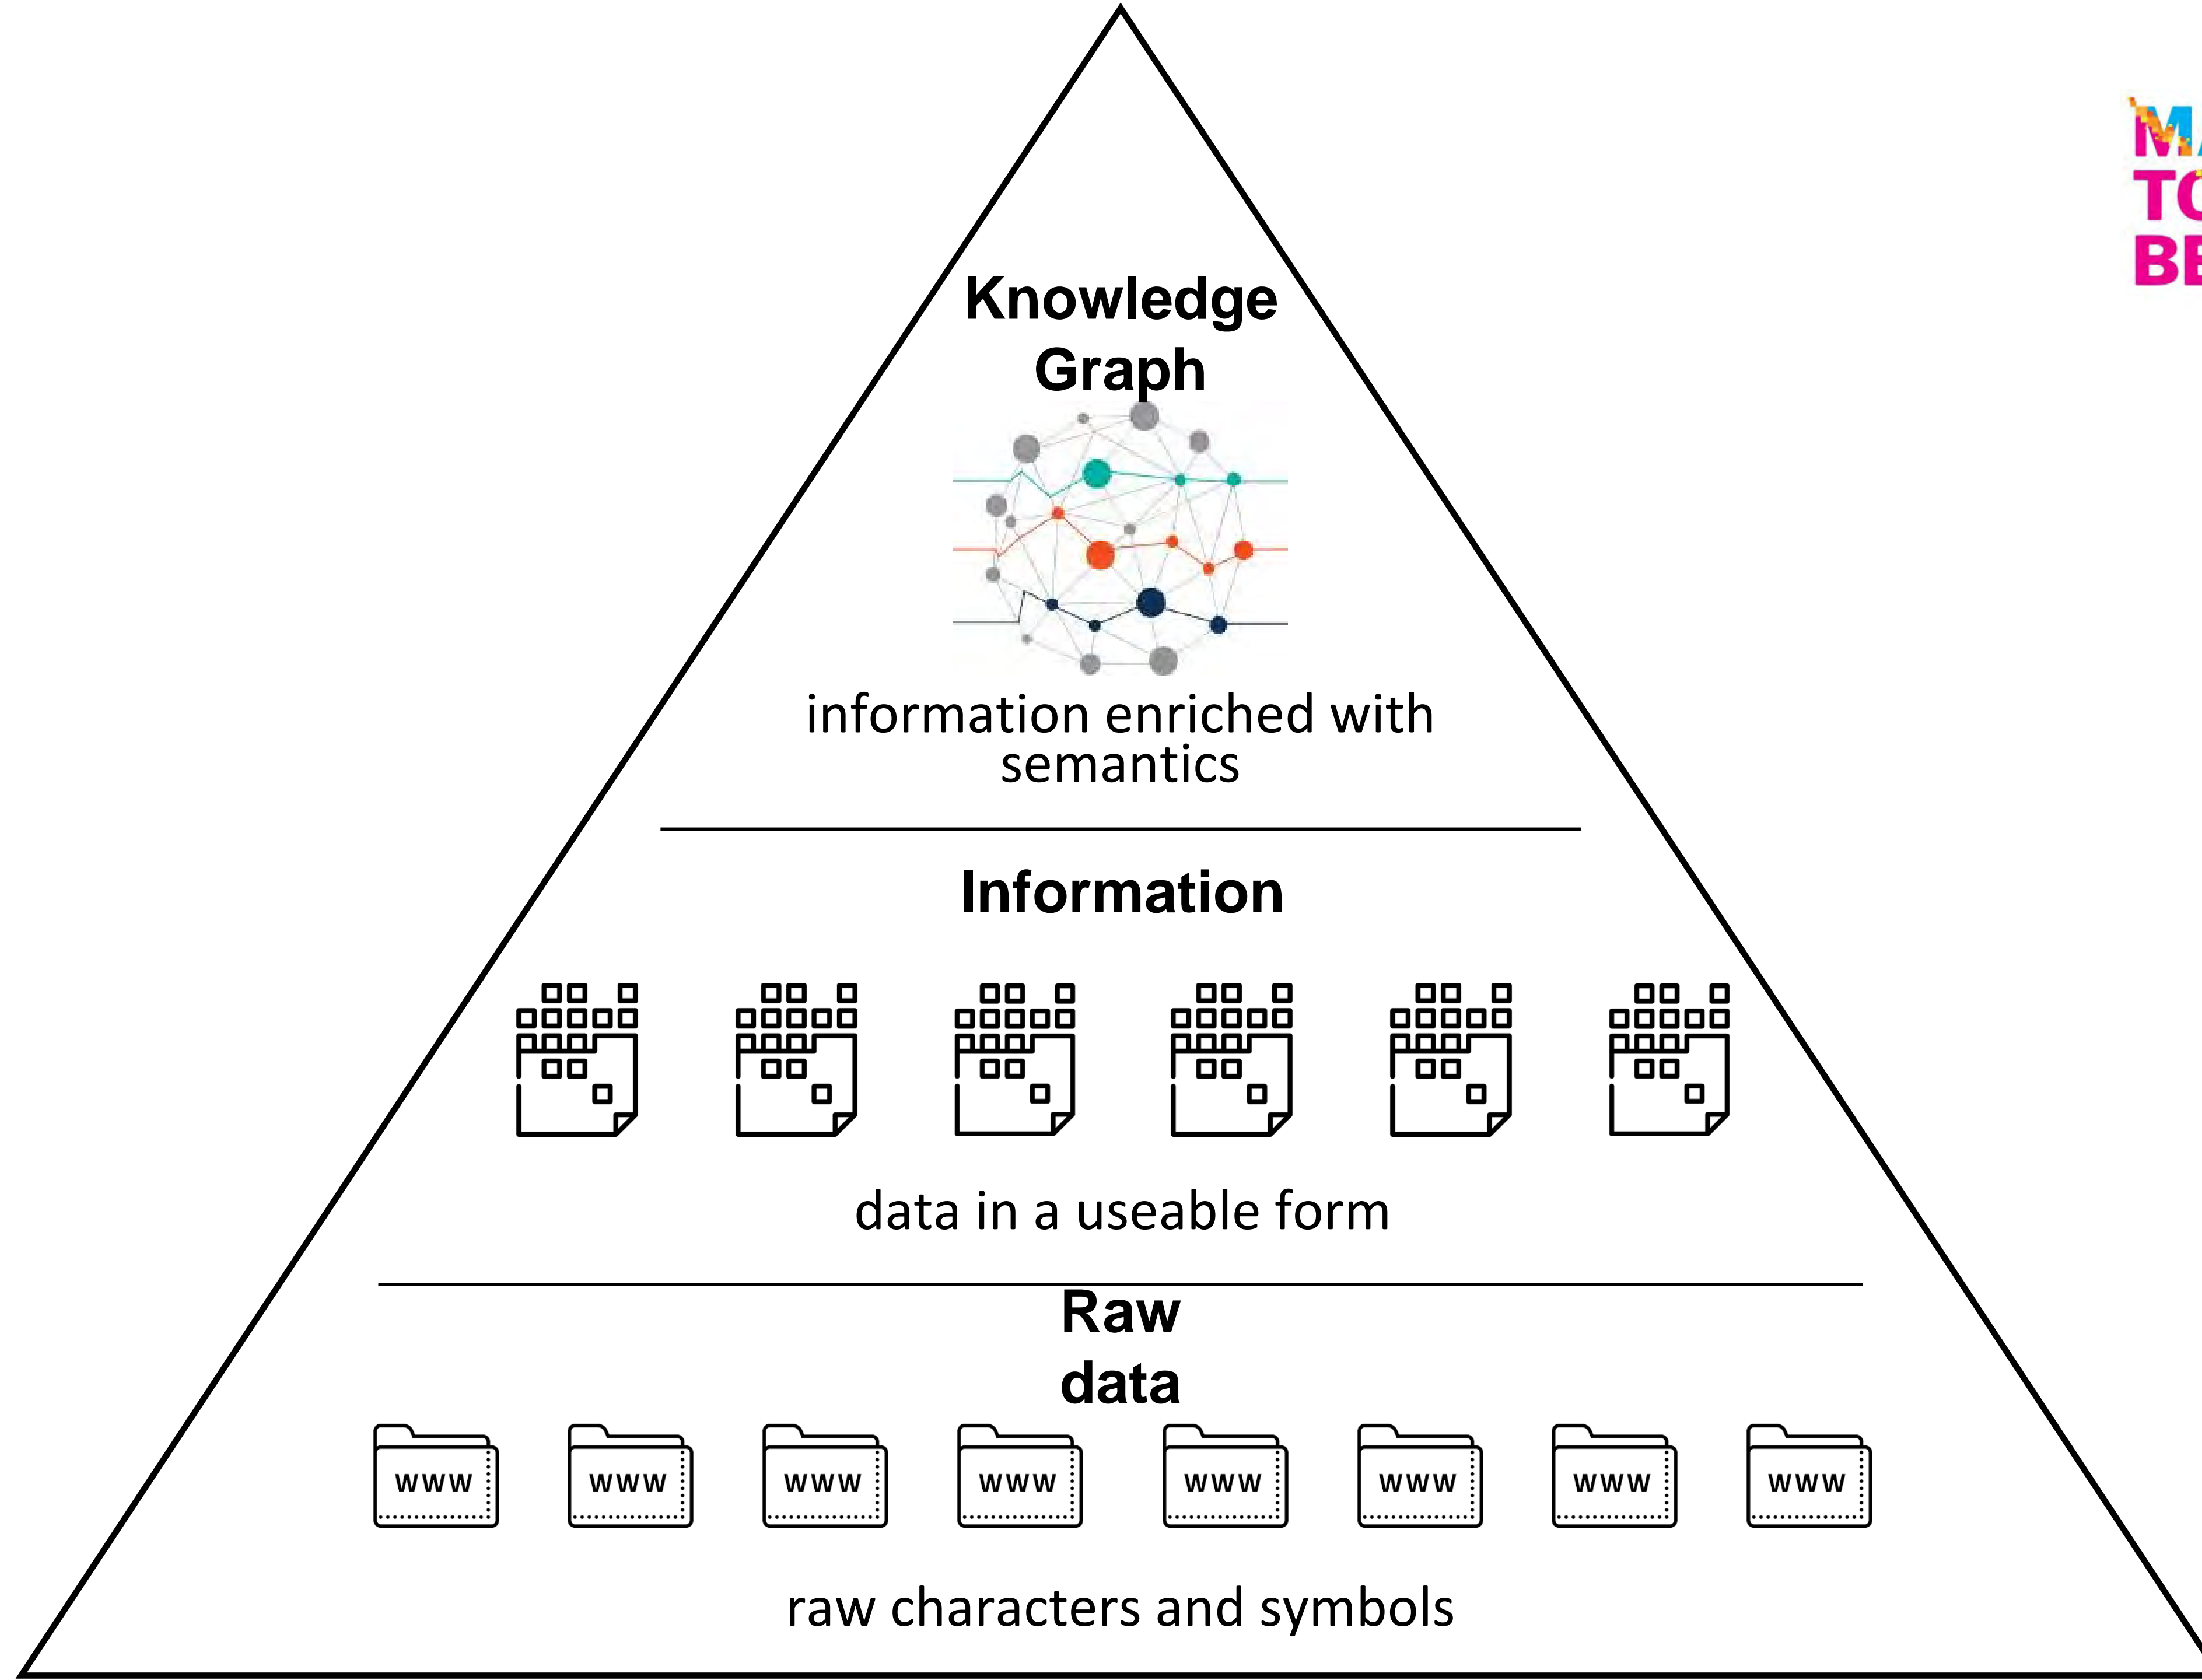 Knowledge
Graph
information enriched with
semantics
Information
data in a useable form
Raw
data
www www www www www www www www
raw characters and symbols